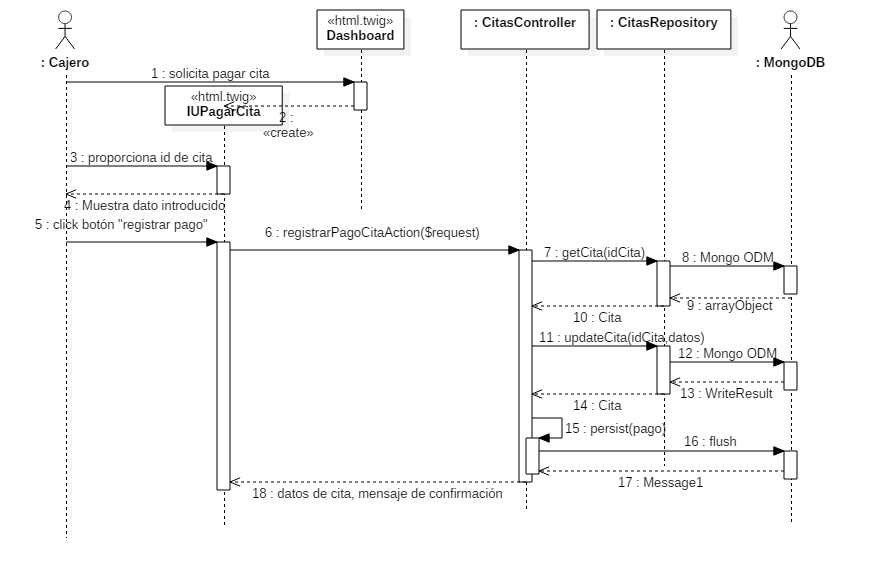 «html.twig»
Dashboard
: CitasController
: CitasRepository
: Cajero
: MongoDB
1 : solicita pagar cita
«html.twig»
IUPagarCita
2 :
«create»
3 : proporciona id de cita
4 : Muestra dato introducido
5 : click botón "registrar pago"
6 : registrarPagoCitaAction($request)
7 : getCita(idCita)
8 : Mongo ODM
9 : arrayObject
10 : Cita
11 : updateCita(idCita,datos)
12 : Mongo ODM
13 : WriteResult
14 : Cita
15 : persist(pago)
16 : flush
17 : Message1
18 : datos de cita, mensaje de confirmación